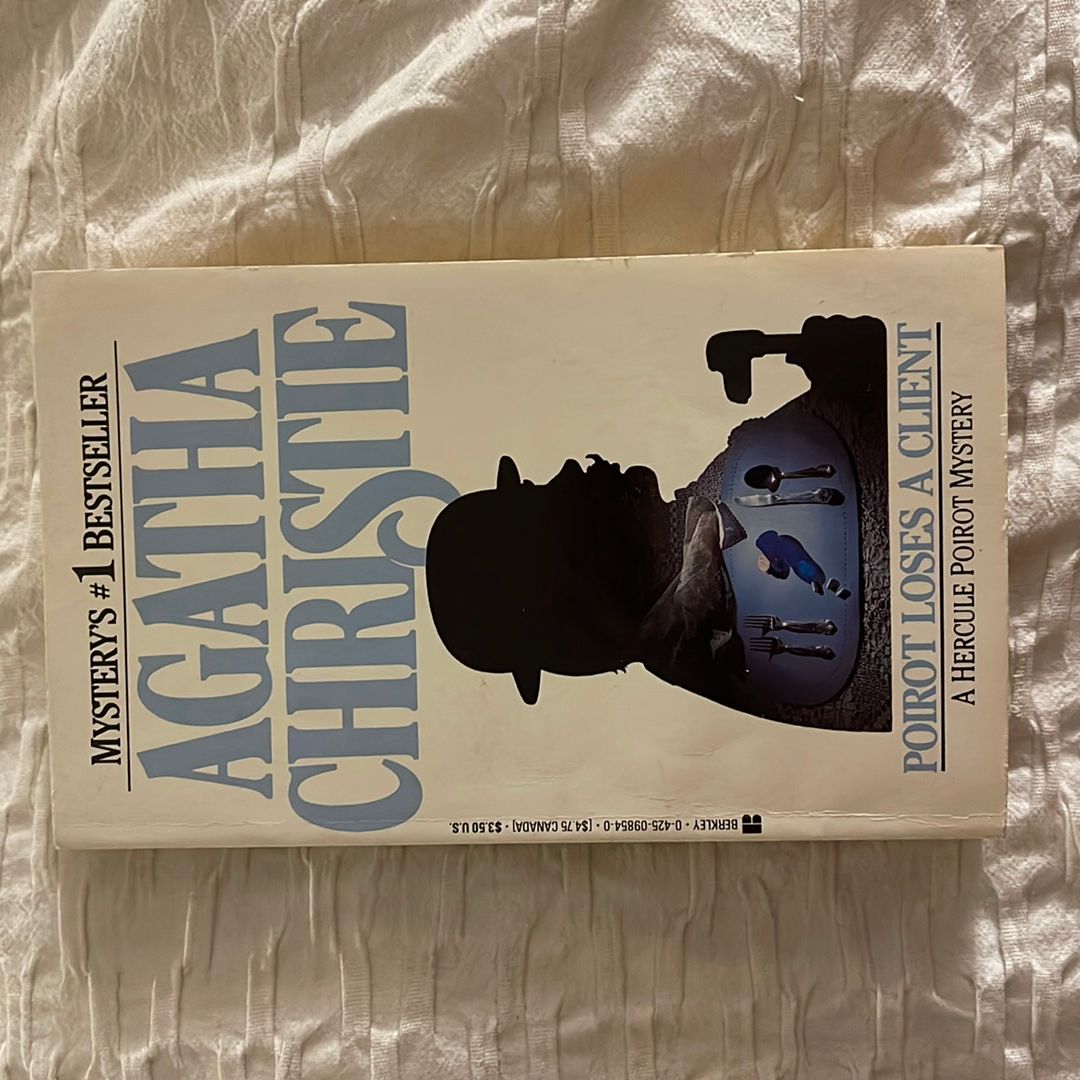 MYSTERY'S #1 BESTSELLER
AGATHA
CHRISTIE
POIROT LOSES A CLIENT
A HERCULE POIROT MYSTERY
BERKLEY • 0-425-09854-0 • [$4.75 CANADA] • $3.50 U.S.